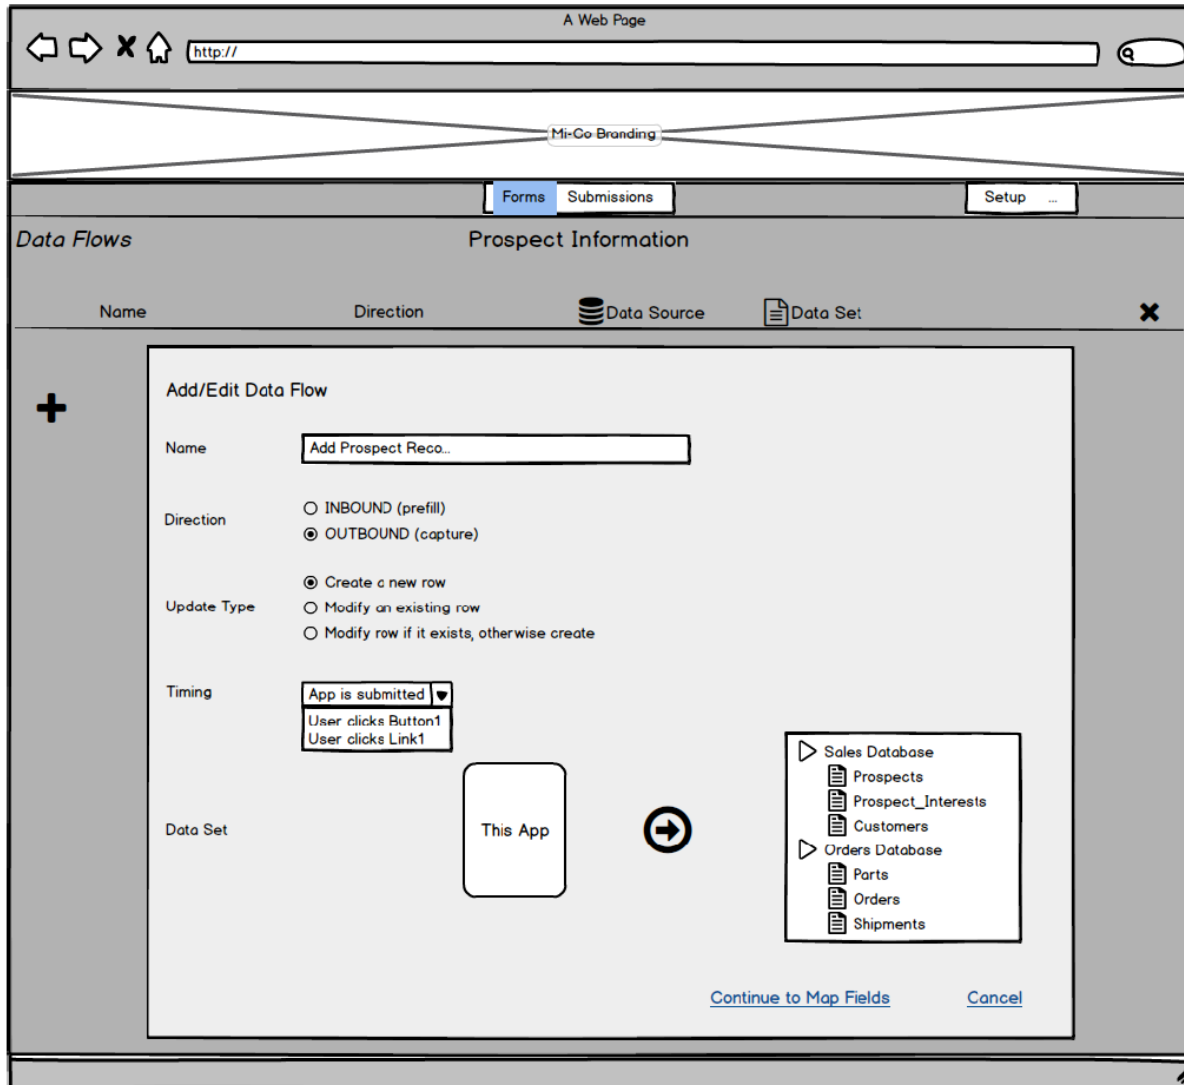 A Web Page
http://
Mi-Co Branding
Forms Submissions Setup ...
Data Flows Prospect Information
Name Direction Data Source Data Set
Add/Edit Data Flow
Name Add Prospect Reco...
Direction
INBOUND (prefill)
OUTBOUND (capture)
Update Type
Create a new row
Modify an existing row
Modify row if it exists, otherwise create
Timing App is submitted
User clicks Button1
User clicks Link1
Data Set This App
Sales Database
Prospects
Prospect_Interests
Customers
Orders Database
Parts
Orders
Shipments
Continue to Map Fields Cancel